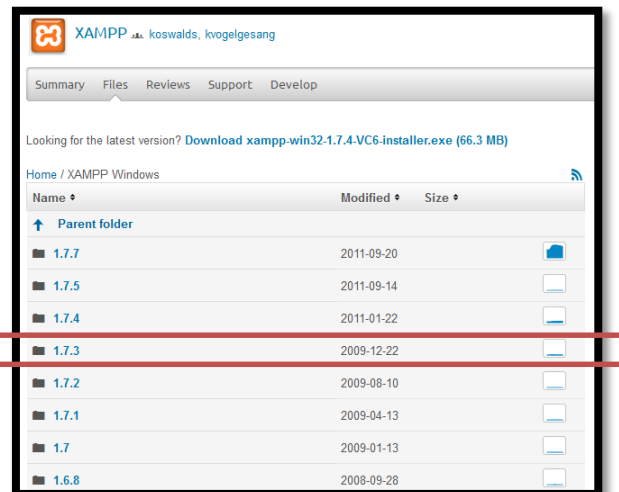 XAMPP koswalds, kvogelgesang
Summary Files Reviews Support Develop
Looking for the latest version? Download xampp-win32-1.7.4-VC6-installer.exe (66.3 MB)
Home / XAMPP Windows
Name Modified Size
Parent folder
1.7.7 2011-09-20
1.7.5 2011-09-14
1.7.4 2011-01-22
1.7.3 2009-12-22
1.7.2 2009-08-10
1.7.1 2009-04-13
1.7 2009-01-13
1.6.8 2008-09-28